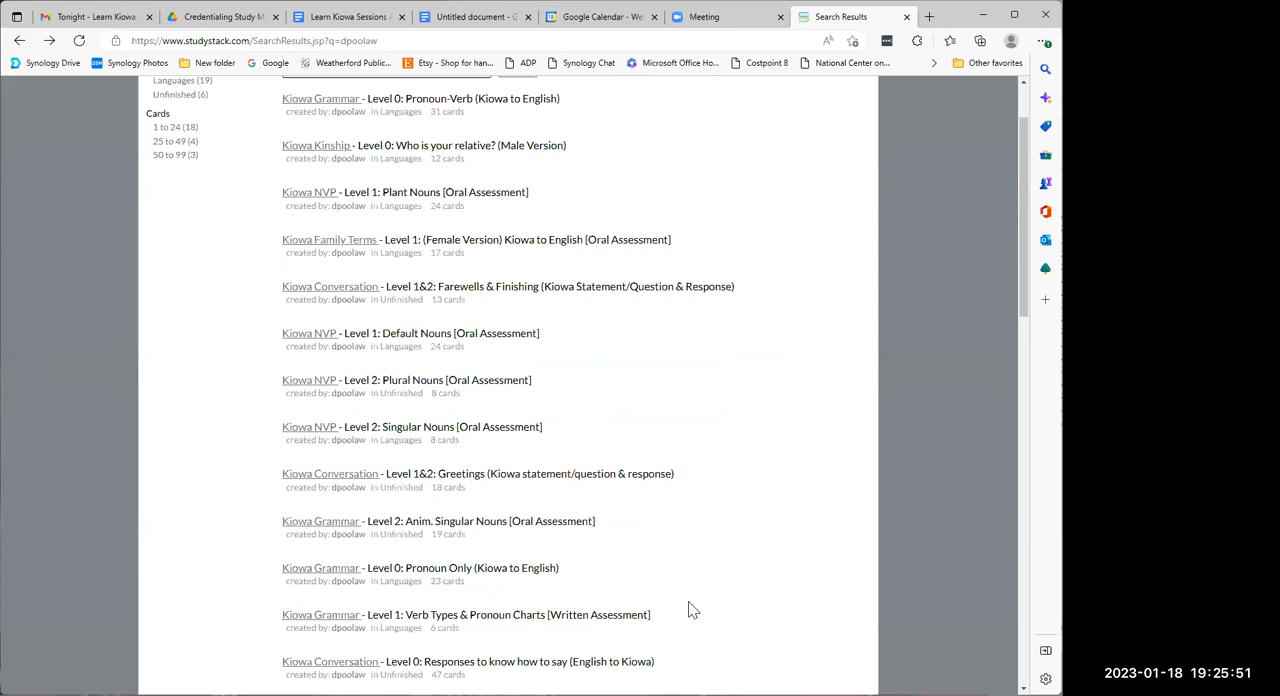 Tonight - Learn Kiowa
Credentialing Study M
Learn Kiowa Sessions
Untitled document - G
Google Calendar - We
Meeting
Search Results
https://www.studystack.com/SearchResults.jsp?q=dpoolaw
Synology Drive
Synology Photos
New folder
Google
Weatherford Public...
Etsy - Shop for han...
ADP
Synology Chat
Microsoft Office Ho...
Costpoint 8
National Center on...
Other favorites
Languages (19)
Unfinished (6)
Cards
1 to 24 (18)
25 to 49 (4)
50 to 99 (3)
Kiowa Grammar - Level 0: Pronoun-Verb (Kiowa to English)
created by: dpoolaw in Languages 31 cards
Kiowa Kinship - Level 0: Who is your relative? (Male Version)
created by: dpoolaw in Languages 12 cards
Kiowa NVP - Level 1: Plant Nouns [Oral Assessment]
created by: dpoolaw in Languages 24 cards
Kiowa Family Terms - Level 1: (Female Version) Kiowa to English [Oral Assessment]
created by: dpoolaw in Languages 17 cards
Kiowa Conversation - Level 1&2: Farewells & Finishing (Kiowa Statement/Question & Response)
created by: dpoolaw in Unfinished 13 cards
Kiowa NVP - Level 1: Default Nouns [Oral Assessment]
created by: dpoolaw in Languages 24 cards
Kiowa NVP - Level 2: Plural Nouns [Oral Assessment]
created by: dpoolaw in Unfinished 8 cards
Kiowa NVP - Level 2: Singular Nouns [Oral Assessment]
created by: dpoolaw in Languages 8 cards
Kiowa Conversation - Level 1&2: Greetings (Kiowa statement/question & response)
created by: dpoolaw in Unfinished 18 cards
Kiowa Grammar - Level 2: Anim. Singular Nouns [Oral Assessment]
created by: dpoolaw in Unfinished 19 cards
Kiowa Grammar - Level 0: Pronoun Only (Kiowa to English)
created by: dpoolaw in Languages 23 cards
Kiowa Grammar - Level 1: Verb Types & Pronoun Charts [Written Assessment]
created by: dpoolaw in Languages 6 cards
Kiowa Conversation - Level 0: Responses to know how to say (English to Kiowa)
created by: dpoolaw in Unfinished 47 cards
2023-01-18 19:25:51